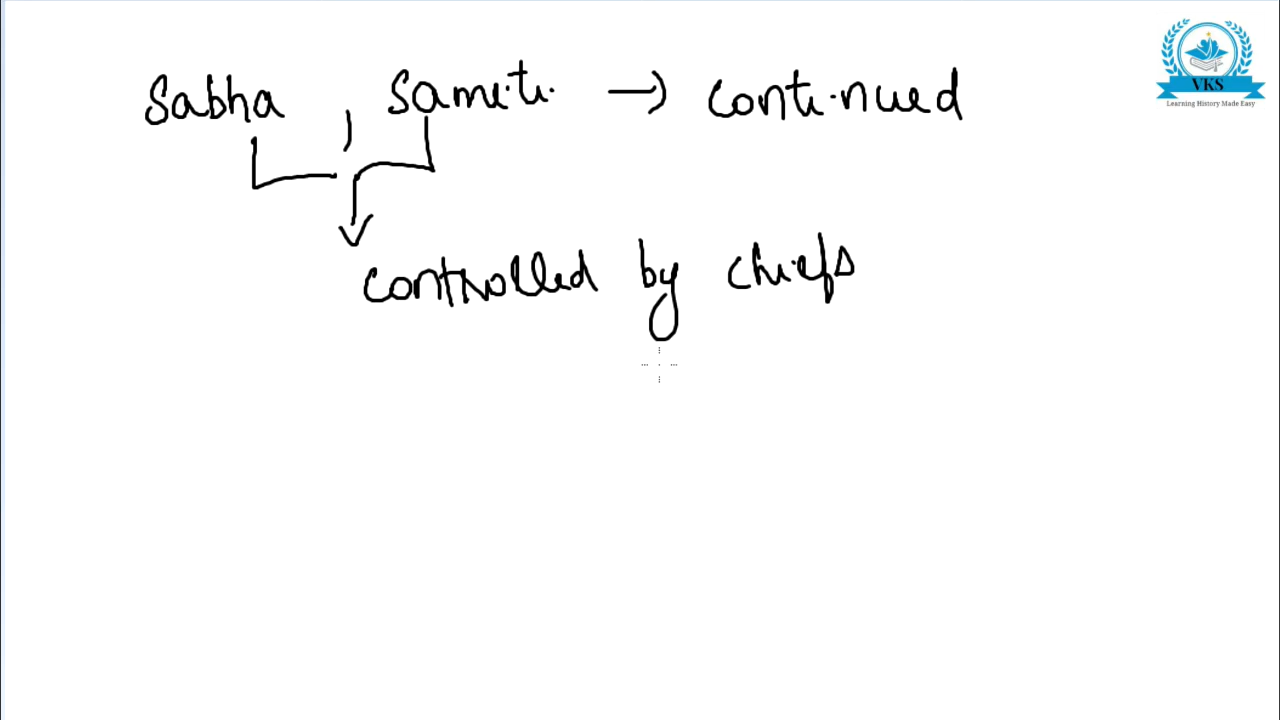 Sabha , Samiti → continued
controlled by chiefs
VKS
Learning History Made Easy